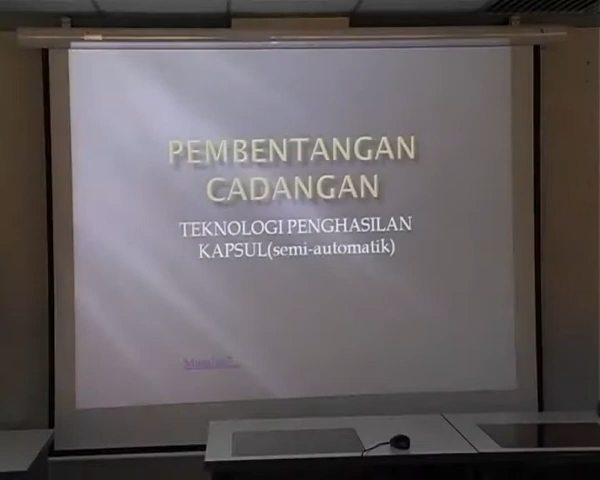 PEMBENTANGAN
CADANGAN
TEKNOLOGI PENGHASILAN
KAPSUL(semi-automatik)